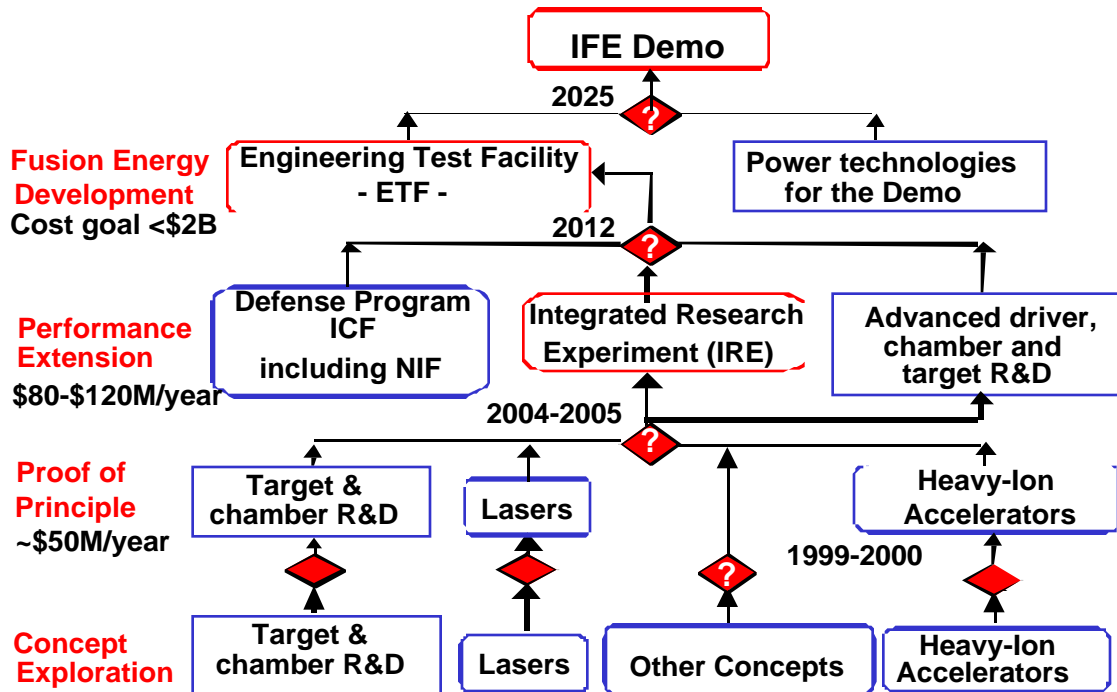 IFE Demo
2025
?
Fusion Energy
Development
Cost goal <$2B
Engineering Test Facility
- ETF -
Power technologies
for the Demo
2012
?
Performance
Extension
$80-$120M/year
Defense Program
ICF
including NIF
Integrated Research
Experiment (IRE)
Advanced driver,
chamber and
target R&D
2004-2005
?
Proof of
Principle
~$50M/year
Target &
chamber R&D
Lasers
Heavy-Ion
Accelerators
1999-2000
?
Concept
Exploration
Target &
chamber R&D
Lasers
Other Concepts
Heavy-Ion
Accelerators